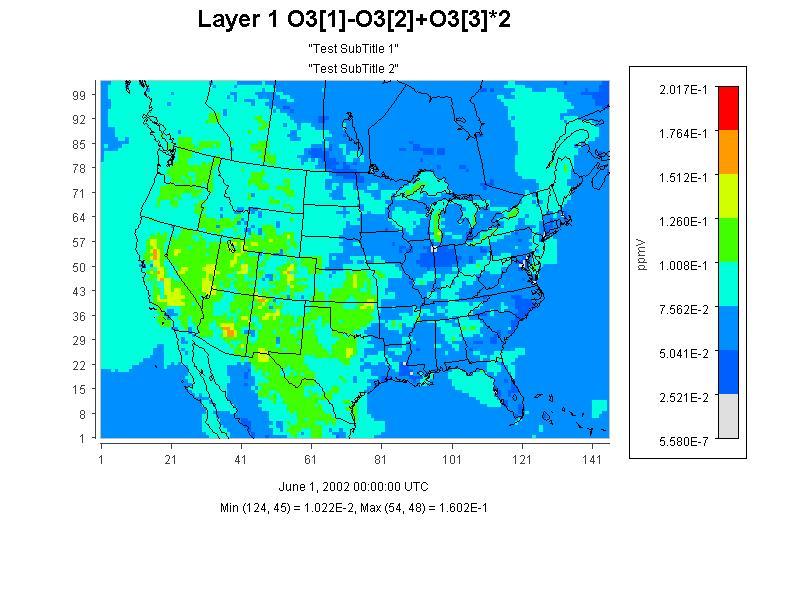 Layer 1 O3[1]-O3[2]+O3[3]*2
"Test SubTitle 1"
"Test SubTitle 2"
99
92
85
78
71
64
57
50
43
36
29
22
15
8
1
1 21 41 61 81 101 121 141
2.017E-1
1.764E-1
1.512E-1
1.260E-1
1.008E-1
7.562E-2
5.041E-2
2.521E-2
5.580E-7
ppmV
June 1, 2002 00:00:00 UTC
Min (124, 45) = 1.022E-2, Max (54, 48) = 1.602E-1